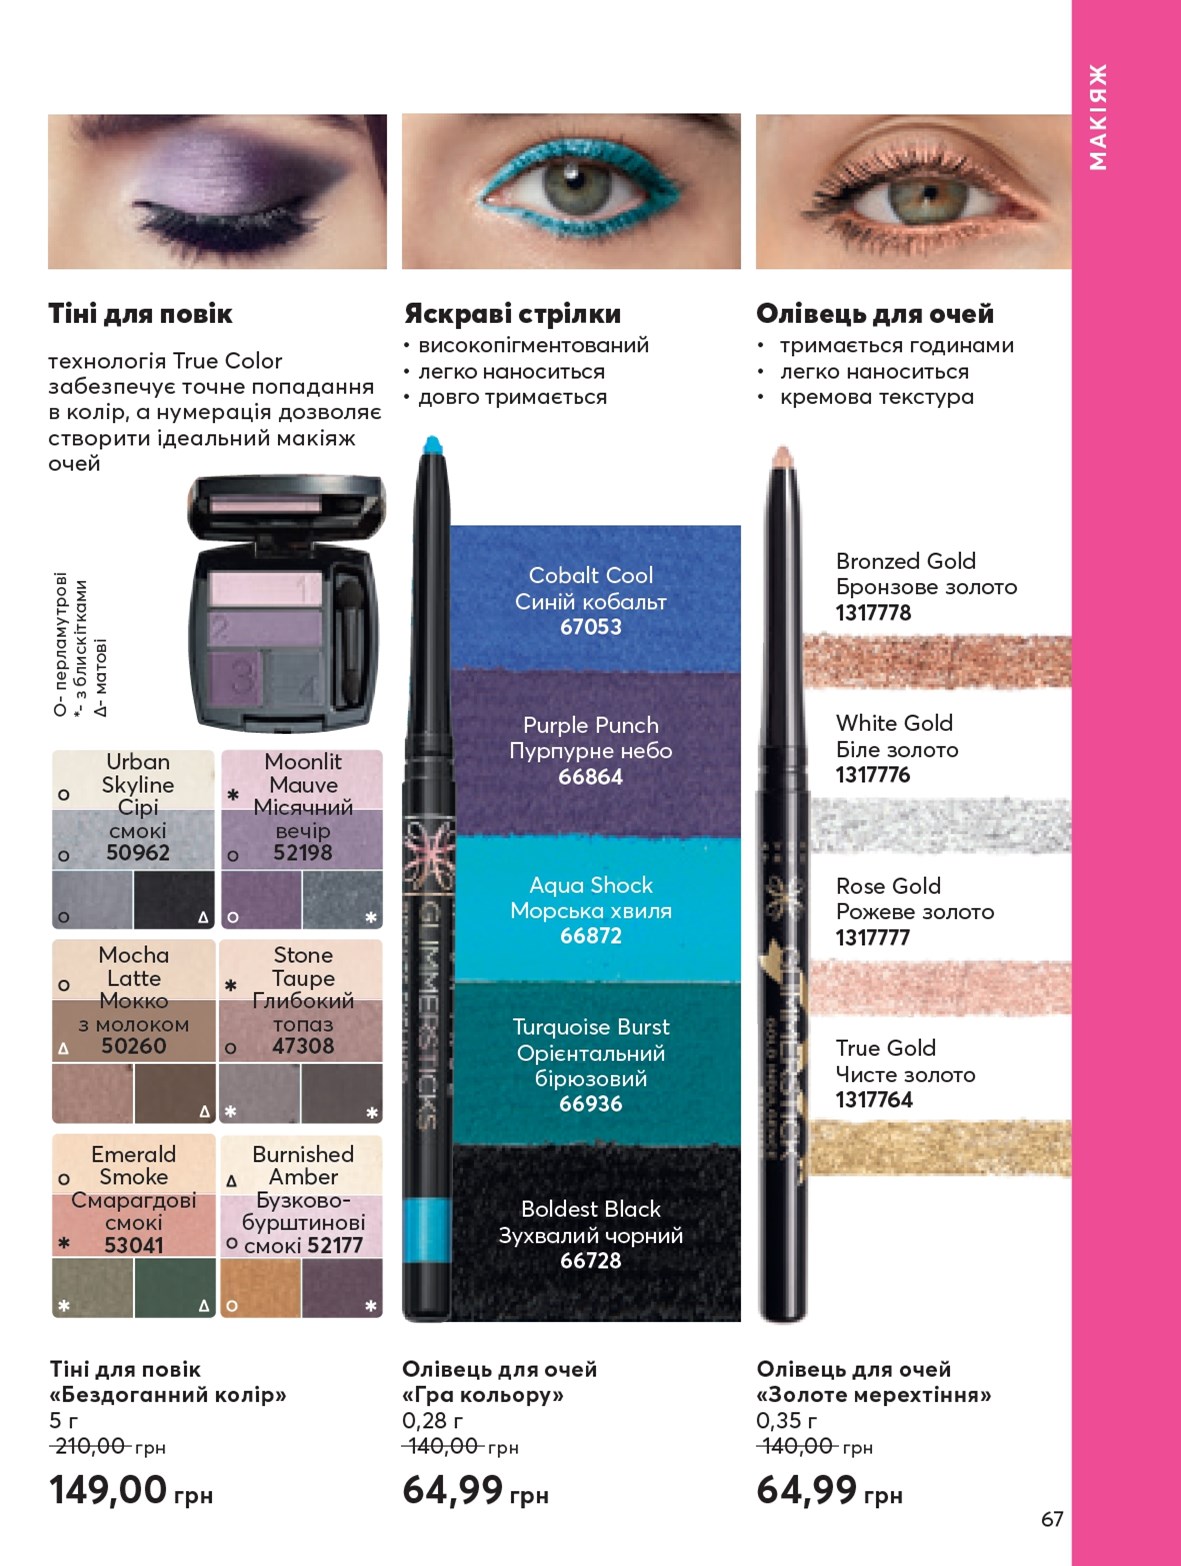 МАКІЯЖ
Тіні для повік
технологія True Color
забезпечує точне попадання
в колір, а нумерація дозволяє
створити ідеальний макіяж
очей
О- перламутрові
*- з блискітками
Δ- матові
1
2
3
4
Urban
Skyline
Сірі
смокі
50962
Moonlit
Mauve
Місячний
вечір
52198
Mocha
Latte
Мокко
з молоком
50260
Stone
Taupe
Глибокий
топаз
47308
Emerald
Smoke
Смарагдові
смокі
53041
Burnished
Amber
Бузково-
бурштинові
смокі 52177
Тіні для повік
«Бездоганний колір»
5 г
210,00 грн
149,00 грн
Яскраві стрілки
• високопігментований
• легко наноситься
• довго тримається
GLIMMERSTICKS
Cobalt Cool
Синій кобальт
67053
Purple Punch
Пурпурне небо
66864
Aqua Shock
Морська хвиля
66872
Turquoise Burst
Орієнтальний
бірюзовий
66936
Boldest Black
Зухвалий чорний
66728
Олівець для очей
«Гра кольору»
0,28 г
140,00 грн
64,99 грн
Олівець для очей
• тримається годинами
• легко наноситься
• кремова текстура
GLIMMERSTICK
Bronzed Gold
Бронзове золото
1317778
White Gold
Біле золото
1317776
Rose Gold
Рожеве золото
1317777
True Gold
Чисте золото
1317764
Олівець для очей
«Золоте мерехтіння»
0,35 г
140,00 грн
64,99 грн
67